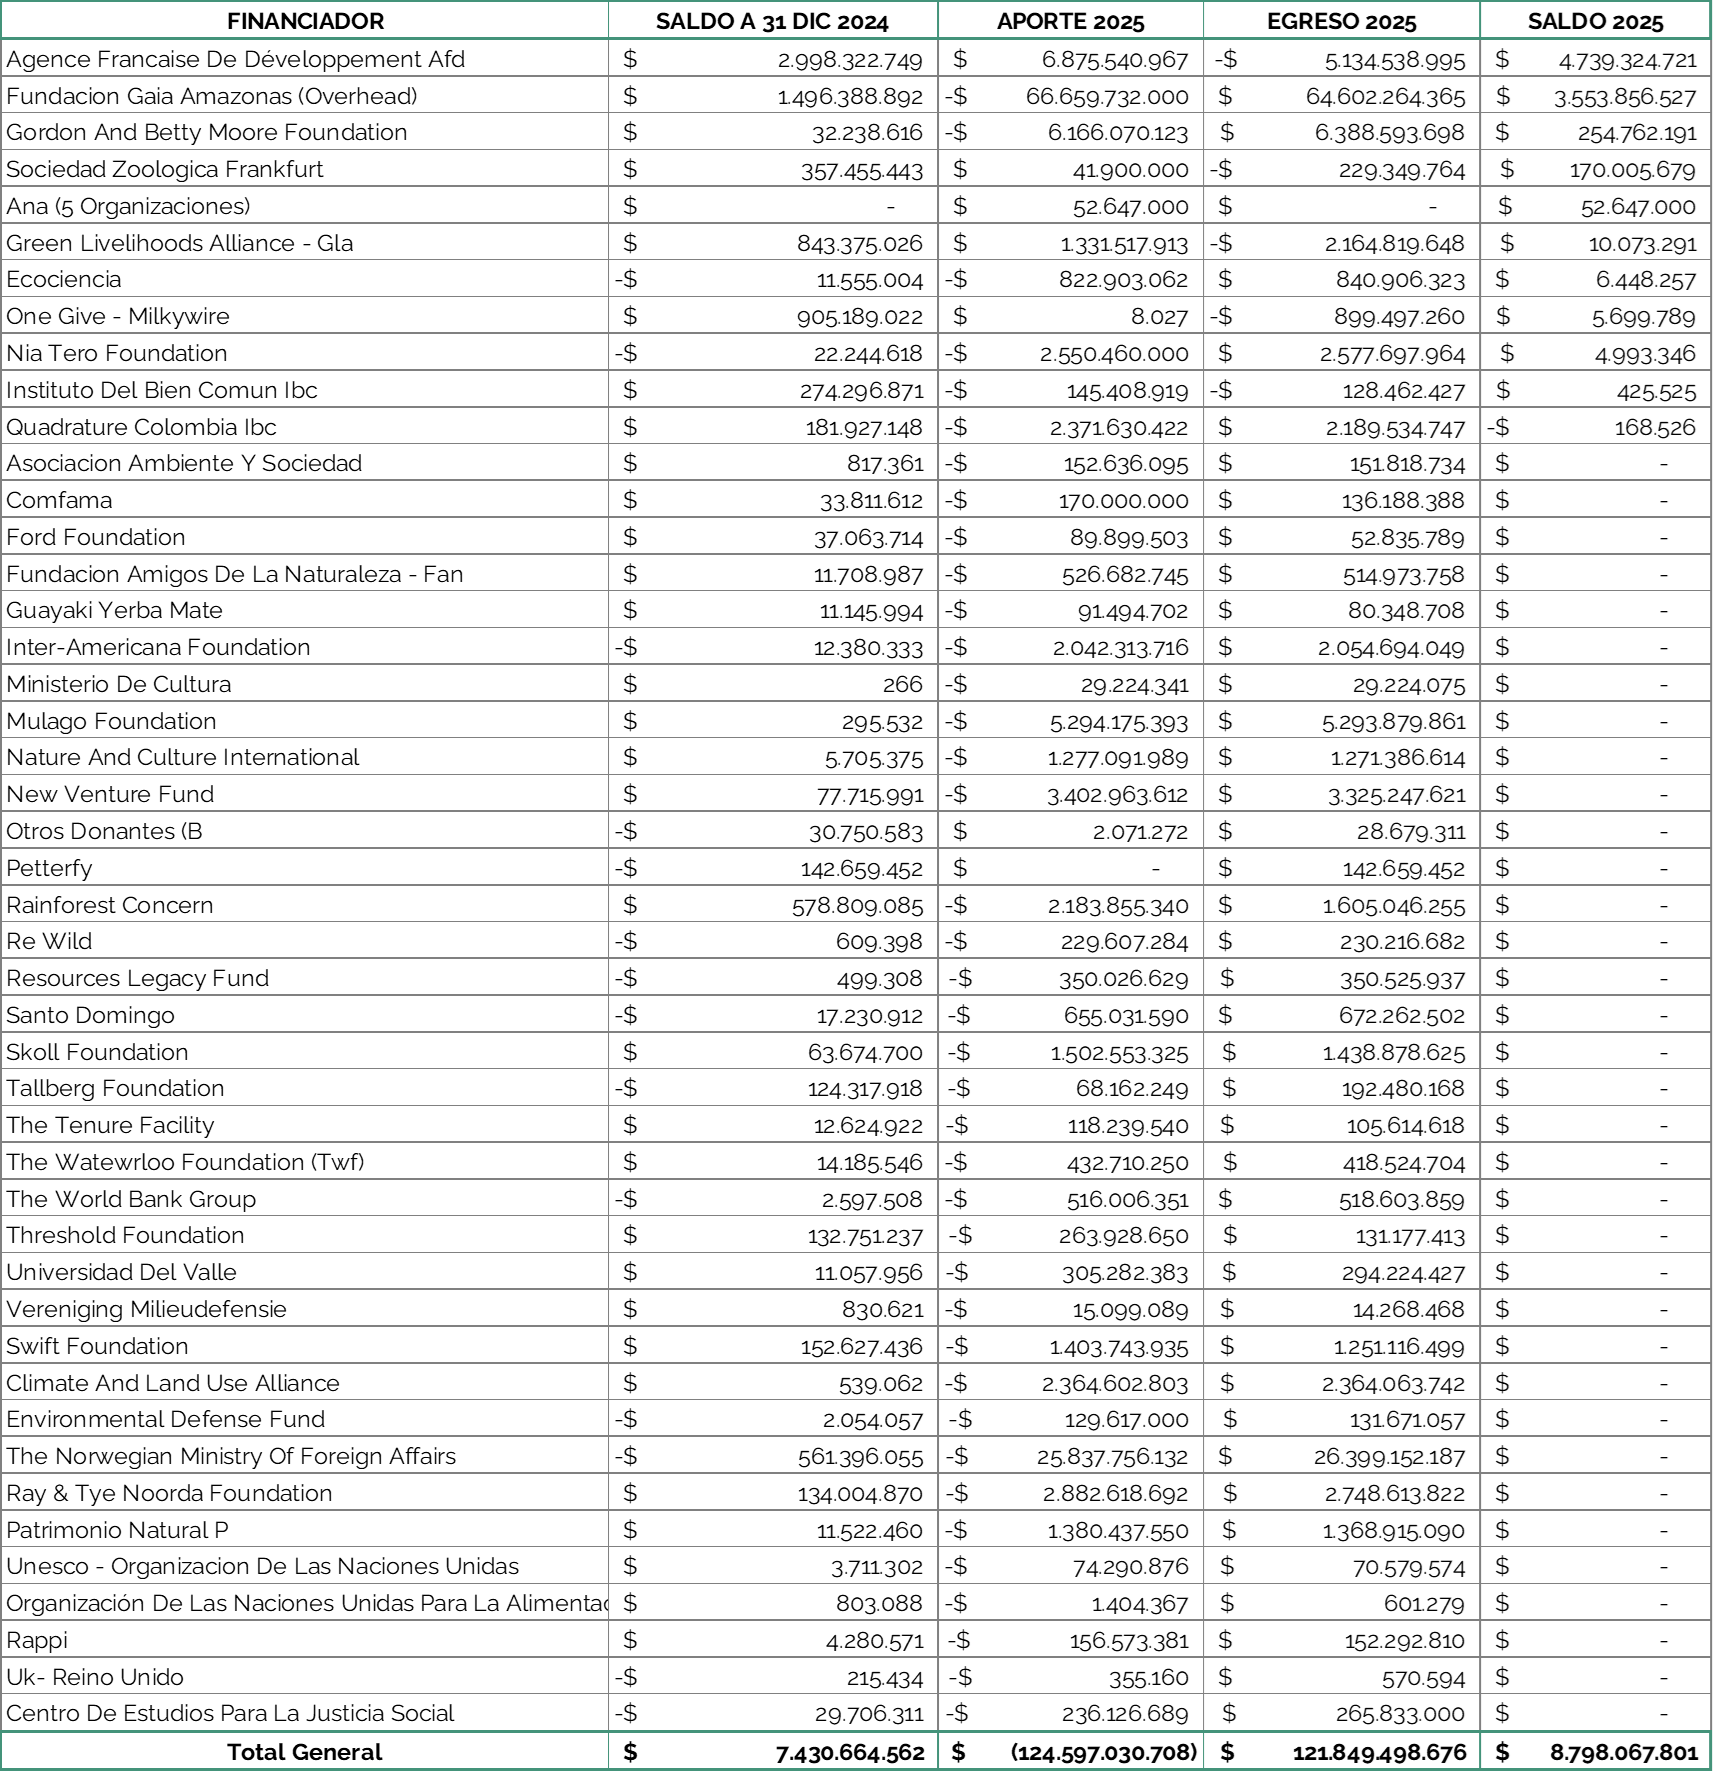 FINANCIADOR SALDO A 31 DIC 2024 APORTE 2025 EGRESO 2025 SALDO 2025
Agence Francaise De Développement Afd $ 2.998.322.749 $ 6.875.540.967 -$ 5.134.538.995 $ 4.739.324.721
Fundacion Gaia Amazonas (Overhead) $ 1.496.388.892 -$ 66.659.732.000 $ 64.602.264.365 $ 3.553.856.527
Gordon And Betty Moore Foundation $ 32.238.616 -$ 6.166.070.123 $ 6.388.593.698 $ 254.762.191
Sociedad Zoologica Frankfurt $ 357.455.443 $ 41.900.000 -$ 229.349.764 $ 170.005.679
Ana (5 Organizaciones) $ - $ 52.647.000 $ - $ 52.647.000
Green Livelihoods Alliance - Gla $ 843.375.026 $ 1.331.517.913 -$ 2.164.819.648 $ 10.073.291
Ecociencia -$ 11.555.004 -$ 822.903.062 $ 840.906.323 $ 6.448.257
One Give - Milkywire $ 905.189.022 $ 8.027 -$ 899.497.260 $ 5.699.789
Nia Tero Foundation -$ 22.244.618 -$ 2.550.460.000 $ 2.577.697.964 $ 4.993.346
Instituto Del Bien Comun Ibc $ 274.296.871 -$ 145.408.919 -$ 128.462.427 $ 425.525
Quadrature Colombia Ibc $ 181.927.148 -$ 2.371.630.422 $ 2.189.534.747 -$ 168.526
Asociacion Ambiente Y Sociedad $ 817.361 -$ 152.636.095 $ 151.818.734 $ -
Comfama $ 33.811.612 -$ 170.000.000 $ 136.188.388 $ -
Ford Foundation $ 37.063.714 -$ 89.899.503 $ 52.835.789 $ -
Fundacion Amigos De La Naturaleza - Fan $ 11.708.987 -$ 526.682.745 $ 514.973.758 $ -
Guayaki Yerba Mate $ 11.145.994 -$ 91.494.702 $ 80.348.708 $ -
Inter-Americana Foundation -$ 12.380.333 -$ 2.042.313.716 $ 2.054.694.049 $ -
Ministerio De Cultura $ 266 -$ 29.224.341 $ 29.224.075 $ -
Mulago Foundation $ 295.532 -$ 5.294.175.393 $ 5.293.879.861 $ -
Nature And Culture International $ 5.705.375 -$ 1.277.091.989 $ 1.271.386.614 $ -
New Venture Fund $ 77.715.991 -$ 3.402.963.612 $ 3.325.247.621 $ -
Otros Donantes (B -$ 30.750.583 $ 2.071.272 $ 28.679.311 $ -
Petterfy -$ 142.659.452 $ - $ 142.659.452 $ -
Rainforest Concern $ 578.809.085 -$ 2.183.855.340 $ 1.605.046.255 $ -
Re Wild -$ 609.398 -$ 229.607.284 $ 230.216.682 $ -
Resources Legacy Fund -$ 499.308 -$ 350.026.629 $ 350.525.937 $ -
Santo Domingo -$ 17.230.912 -$ 655.031.590 $ 672.262.502 $ -
Skoll Foundation $ 63.674.700 -$ 1.502.553.325 $ 1.438.878.625 $ -
Tallberg Foundation -$ 124.317.918 -$ 68.162.249 $ 192.480.168 $ -
The Tenure Facility $ 12.624.922 -$ 118.239.540 $ 105.614.618 $ -
The Watewrloo Foundation (Twf) $ 14.185.546 -$ 432.710.250 $ 418.524.704 $ -
The World Bank Group -$ 2.597.508 -$ 516.006.351 $ 518.603.859 $ -
Threshold Foundation $ 132.751.237 -$ 263.928.650 $ 131.177.413 $ -
Universidad Del Valle $ 11.057.956 -$ 305.282.383 $ 294.224.427 $ -
Vereniging Milieudefensie $ 830.621 -$ 15.099.089 $ 14.268.468 $ -
Swift Foundation $ 152.627.436 -$ 1.403.743.935 $ 1.251.116.499 $ -
Climate And Land Use Alliance $ 539.062 -$ 2.364.602.803 $ 2.364.063.742 $ -
Environmental Defense Fund -$ 2.054.057 -$ 129.617.000 $ 131.671.057 $ -
The Norwegian Ministry Of Foreign Affairs -$ 561.396.055 -$ 25.837.756.132 $ 26.399.152.187 $ -
Ray & Tye Noorda Foundation $ 134.004.870 -$ 2.882.618.692 $ 2.748.613.822 $ -
Patrimonio Natural P $ 11.522.460 -$ 1.380.437.550 $ 1.368.915.090 $ -
Unesco - Organizacion De Las Naciones Unidas $ 3.711.302 -$ 74.290.876 $ 70.579.574 $ -
Organización De Las Naciones Unidas Para La Alimentac $ 803.088 -$ 1.404.367 $ 601.279 $ -
Rappi $ 4.280.571 -$ 156.573.381 $ 152.292.810 $ -
Uk- Reino Unido -$ 215.434 -$ 355.160 $ 570.594 $ -
Centro De Estudios Para La Justicia Social -$ 29.706.311 -$ 236.126.689 $ 265.833.000 $ -
Total General $ 7.430.664.562 $ (124.597.030.708) $ 121.849.498.676 $ 8.798.067.801